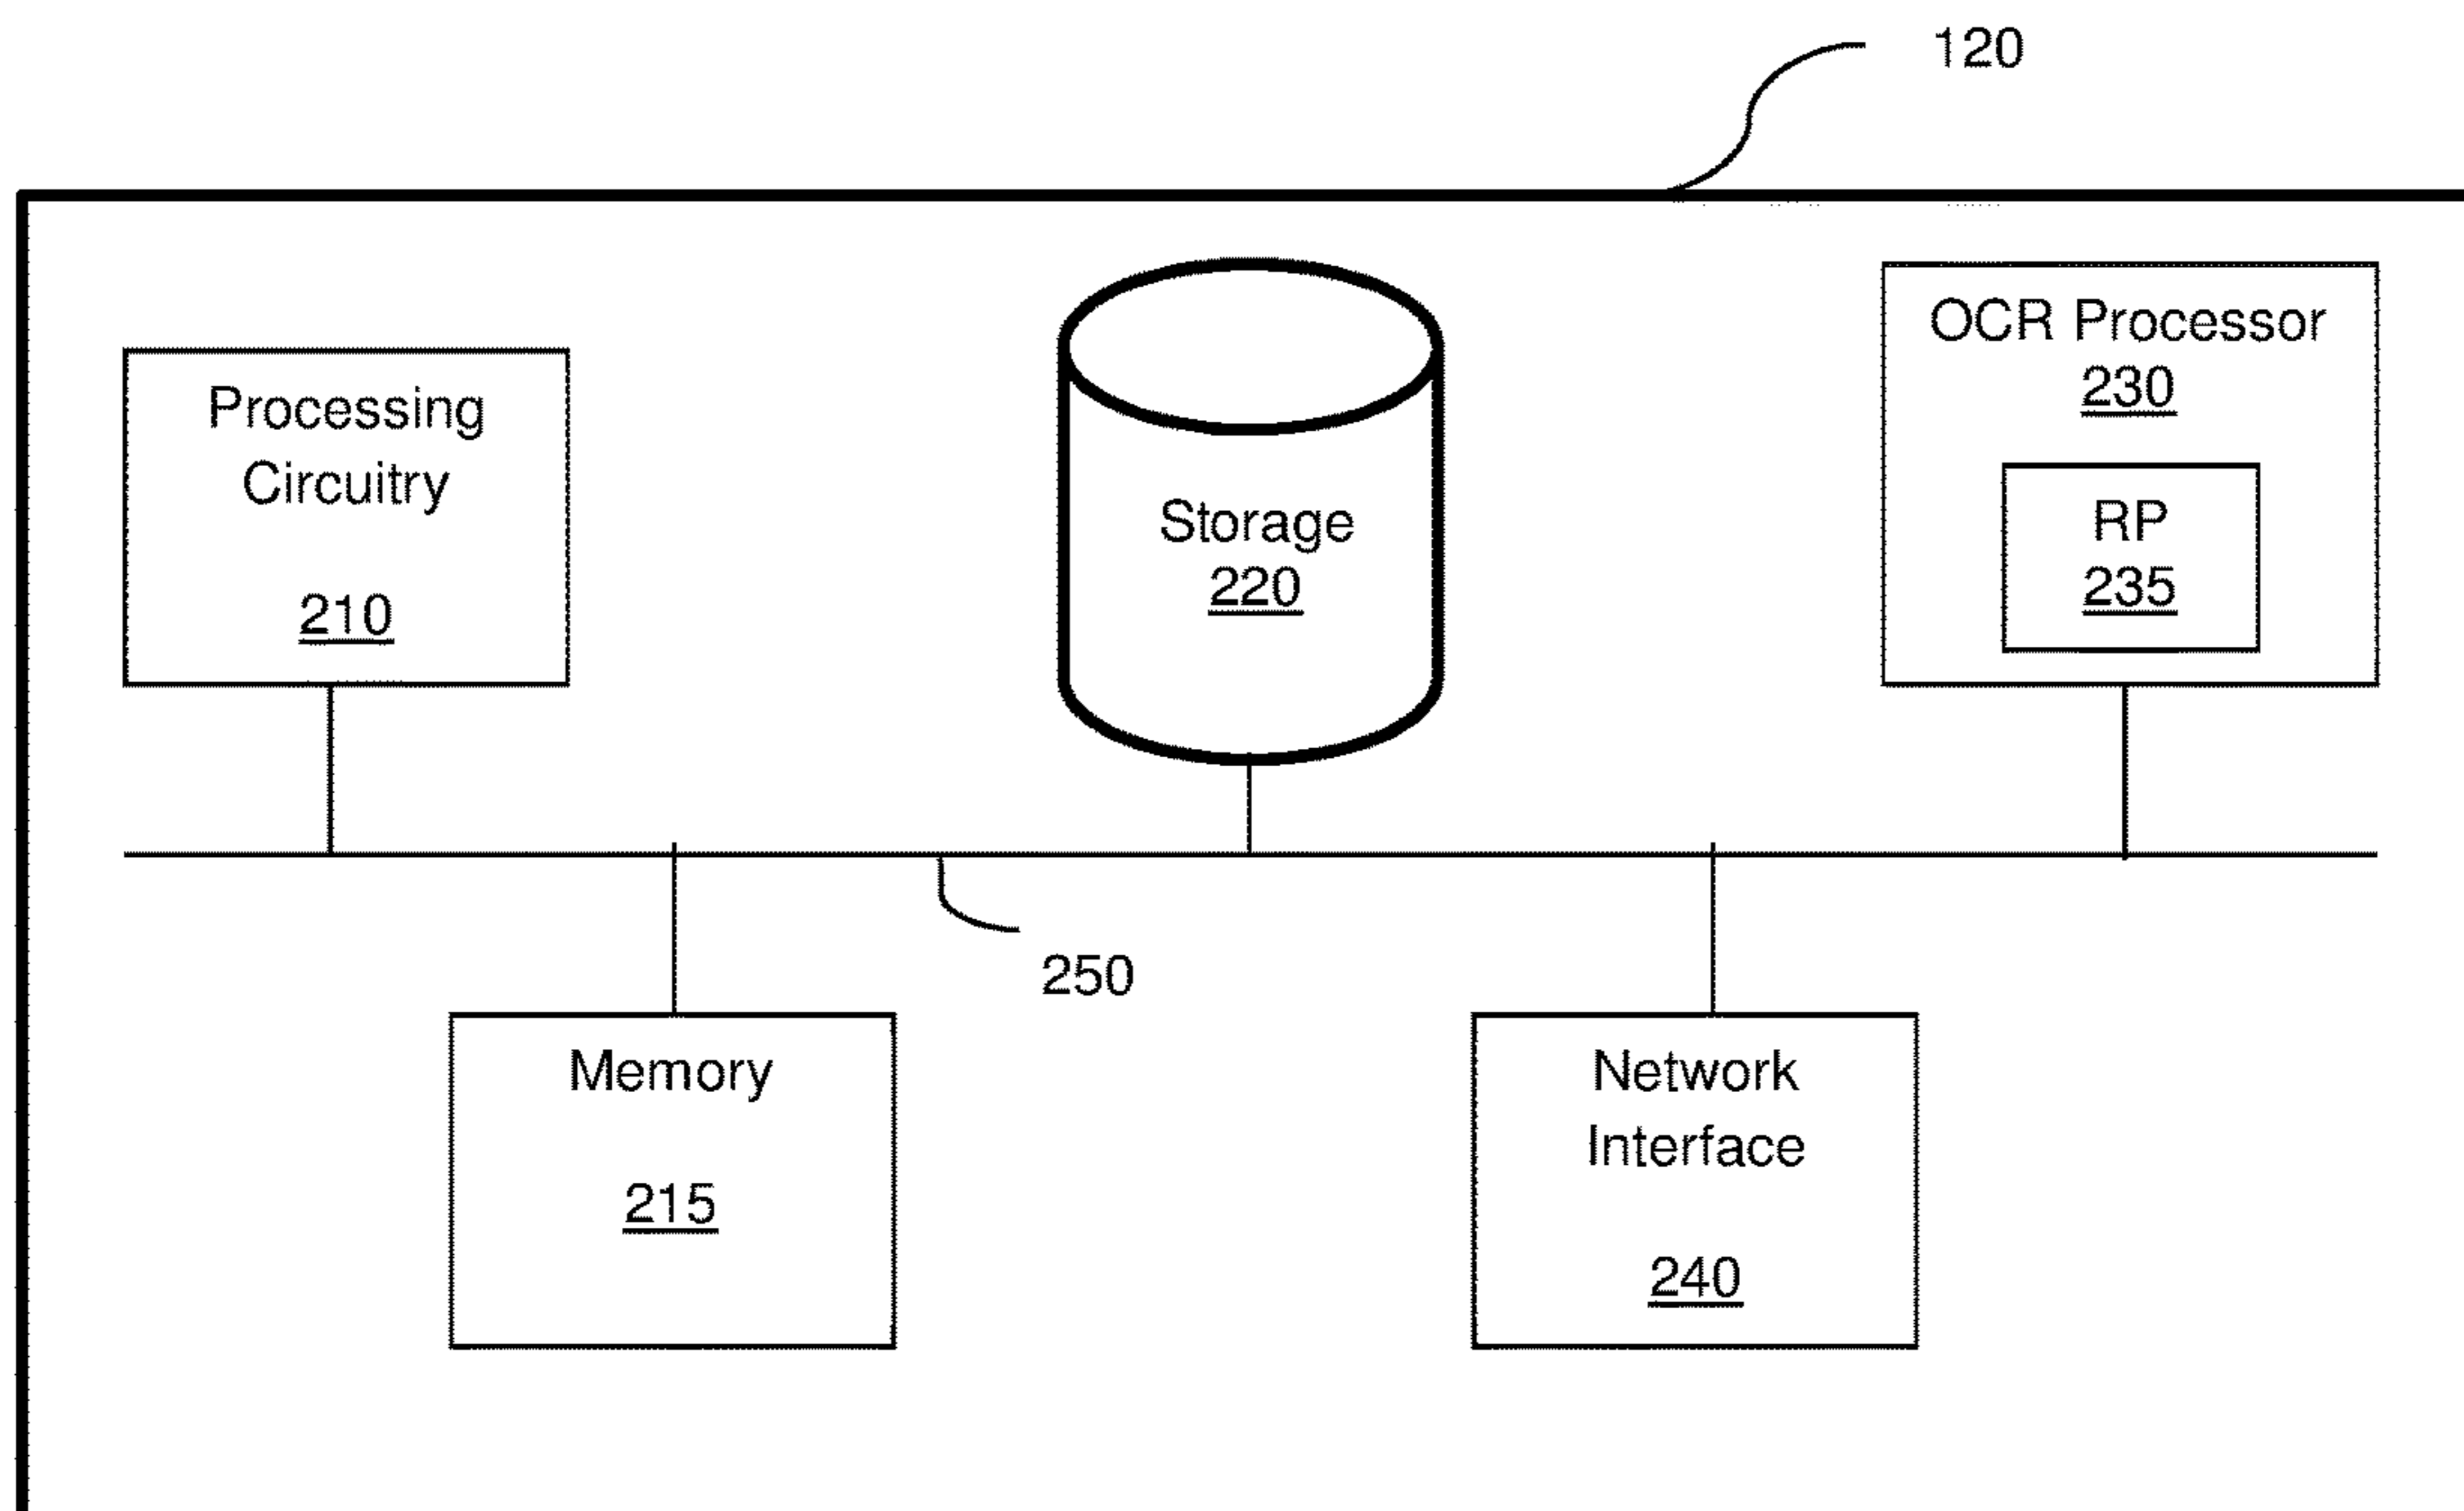 120
Processing
Circuitry
210
Storage
220
OCR Processor
230
RP
235
250
Memory
215
Network
Interface
240